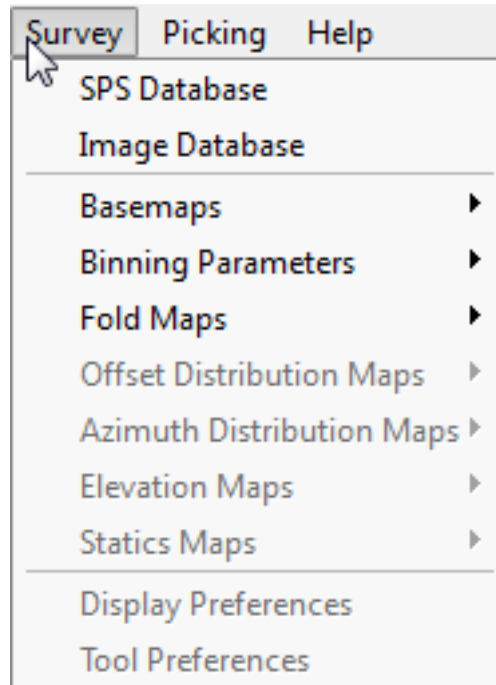 Survey Picking Help
SPS Database
Image Database
Basemaps
Binning Parameters
Fold Maps
Offset Distribution Maps
Azimuth Distribution Maps
Elevation Maps
Statics Maps
Display Preferences
Tool Preferences